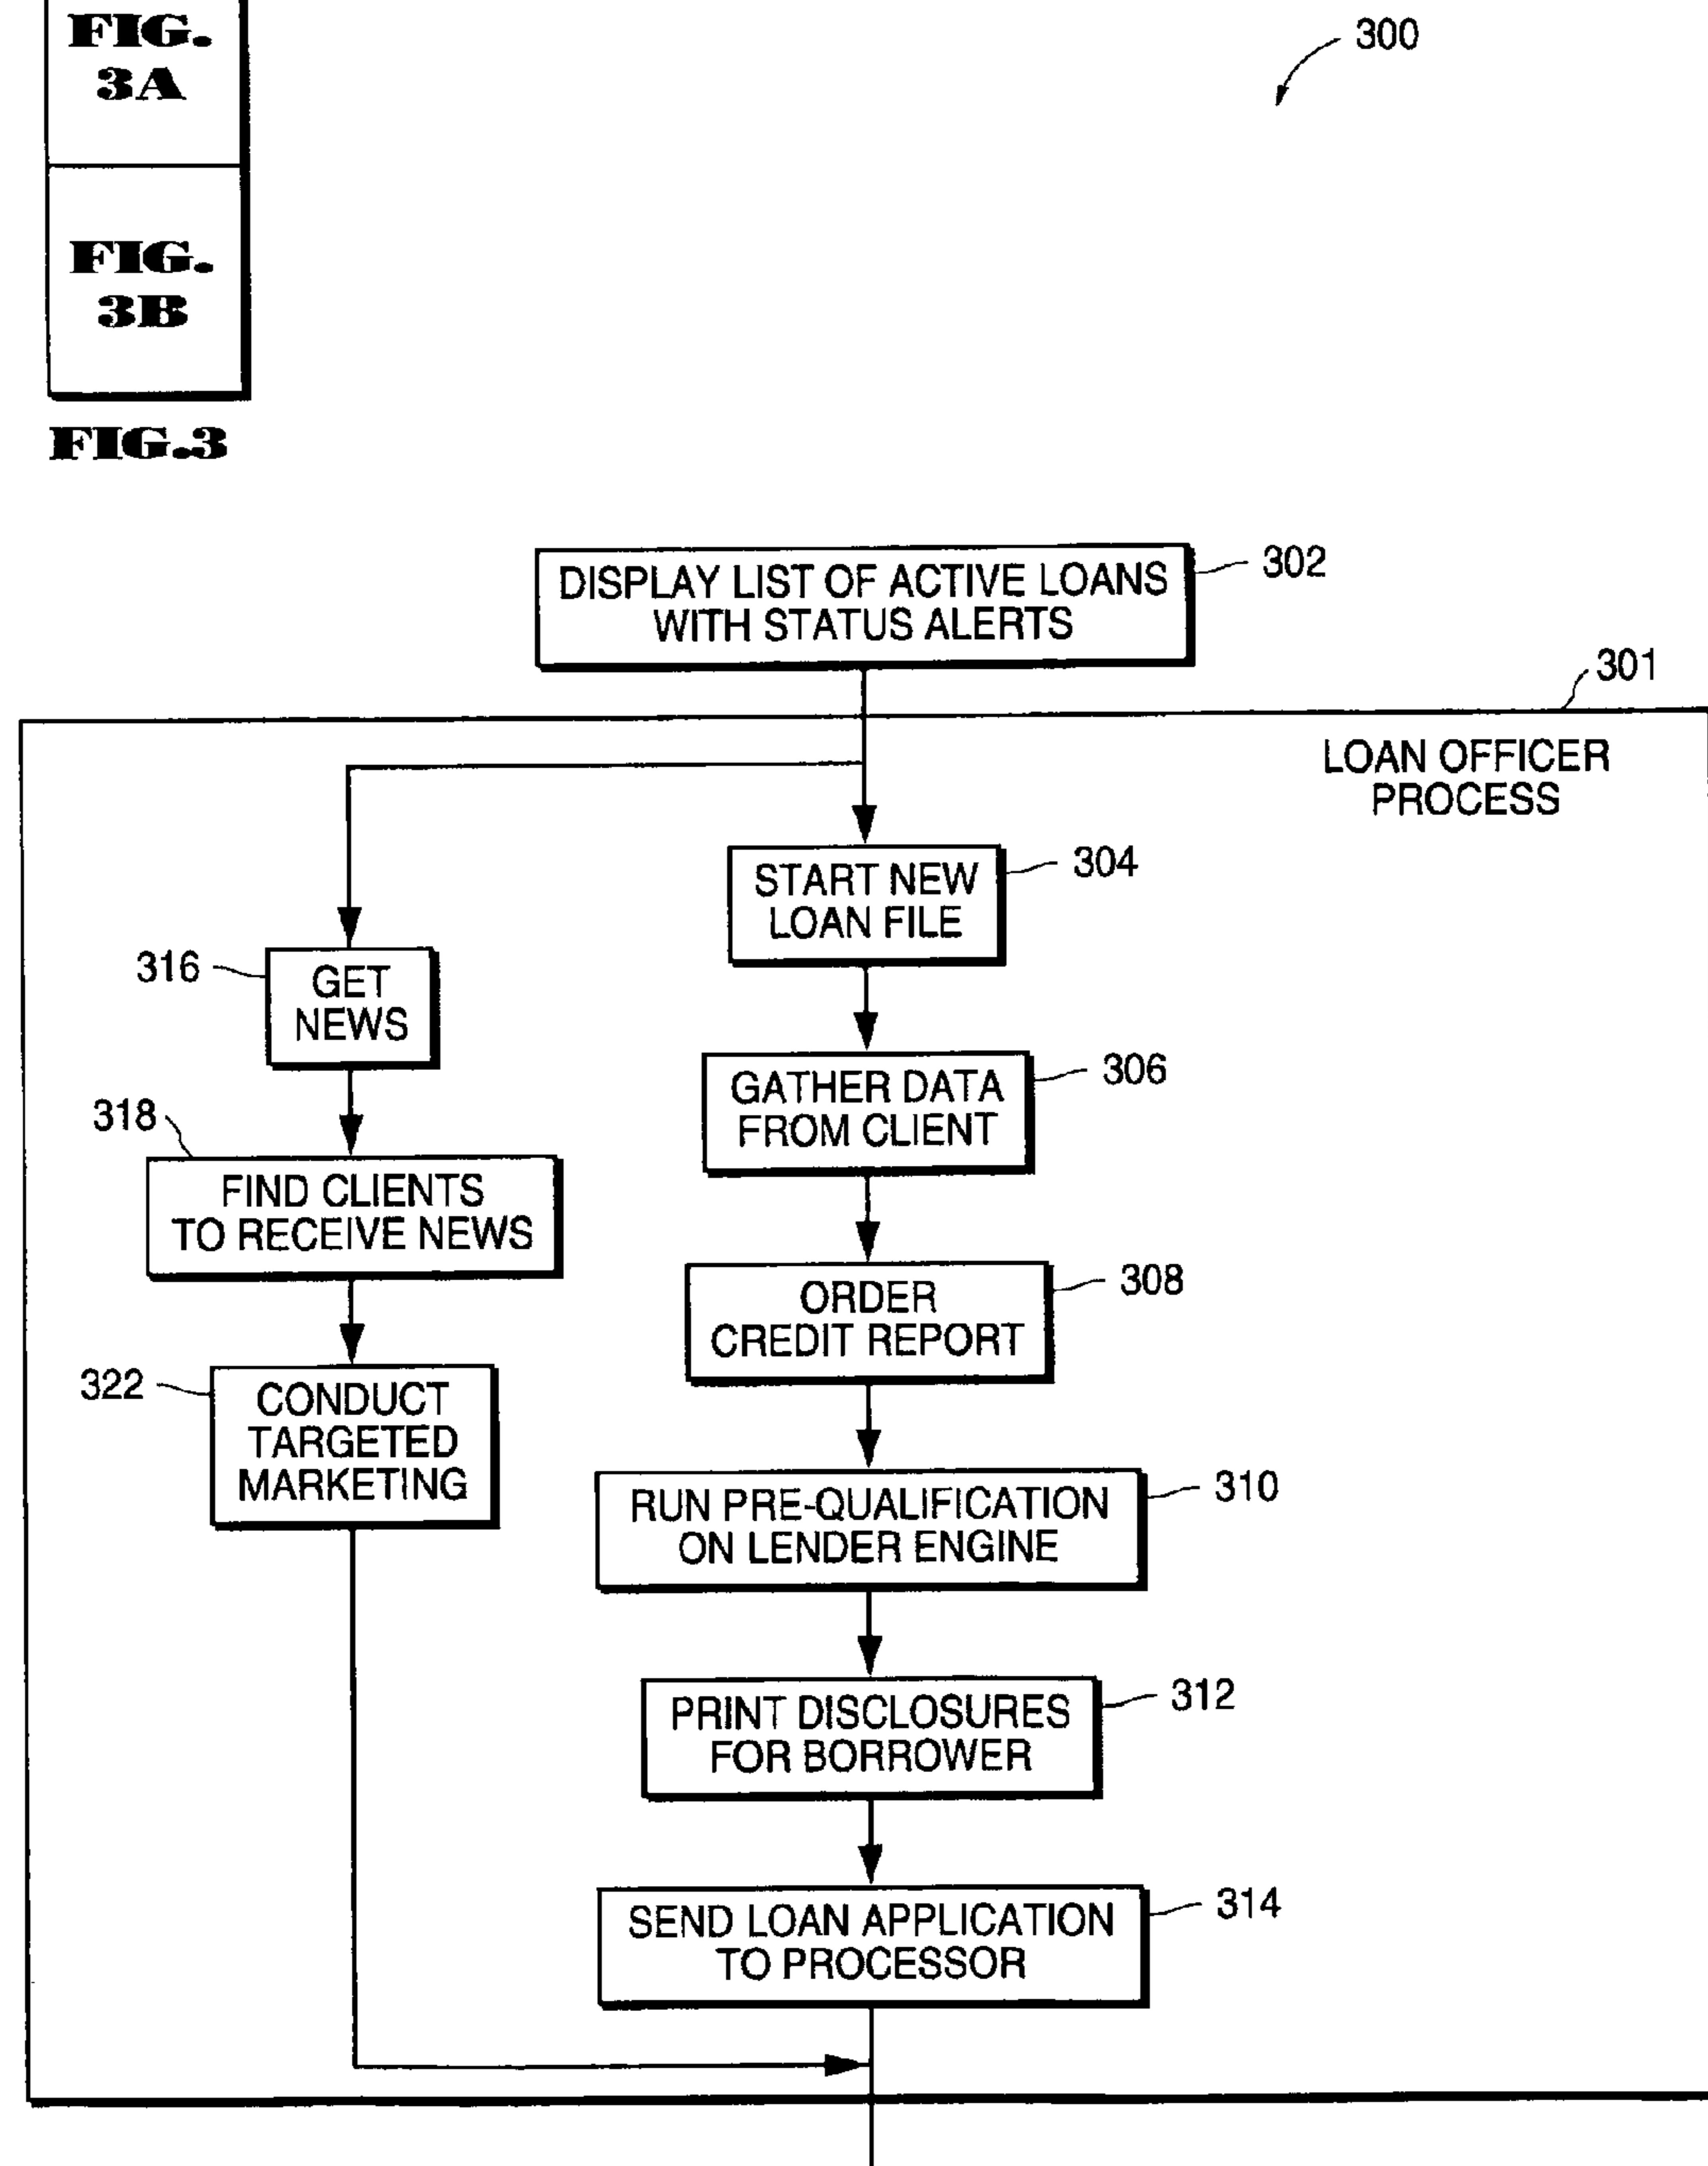 FIG.
3A
FIG.
3B
FIG.3
300
DISPLAY LIST OF ACTIVE LOANS
WITH STATUS ALERTS
302
301
LOAN OFFICER
PROCESS
START NEW
LOAN FILE
304
316
GET
NEWS
GATHER DATA
FROM CLIENT
306
318
FIND CLIENTS
TO RECEIVE NEWS
ORDER
CREDIT REPORT
308
322
CONDUCT
TARGETED
MARKETING
RUN PRE-QUALIFICATION
ON LENDER ENGINE
310
PRINT DISCLOSURES
FOR BORROWER
312
SEND LOAN APPLICATION
TO PROCESSOR
314